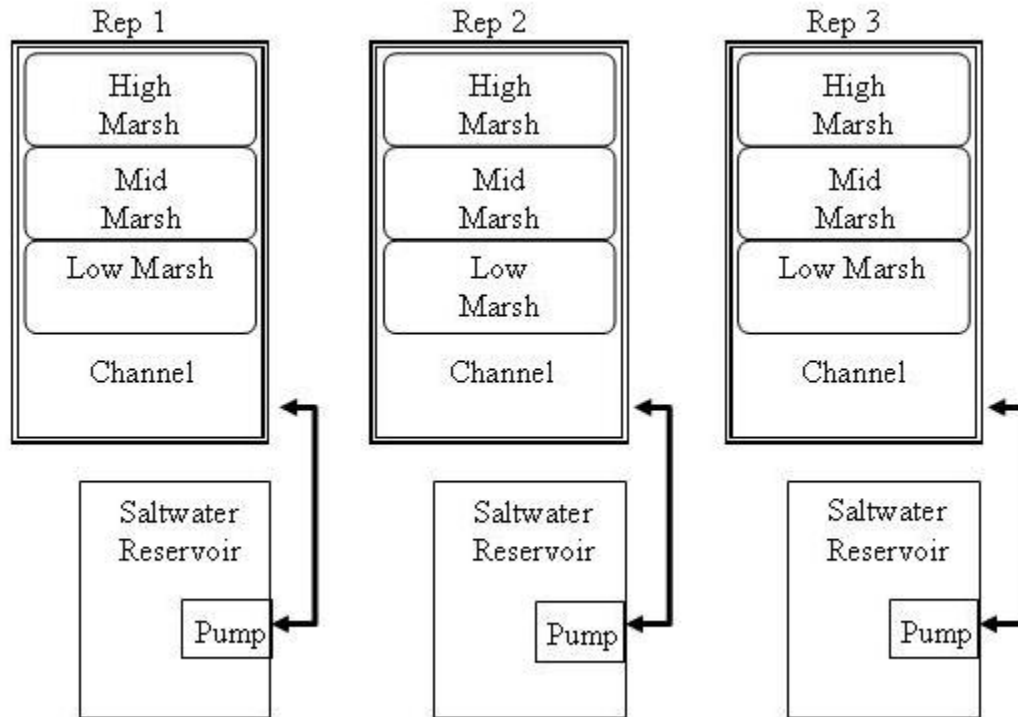 Rep 1
Rep 2
Rep 3
High
Marsh
Mid
Marsh
Low Marsh
Channel
High
Marsh
Mid
Marsh
Low
Marsh
Channel
High
Marsh
Mid
Marsh
Low Marsh
Channel
Saltwater
Reservoir
Pump
Saltwater
Reservoir
Pump
Saltwater
Reservoir
Pump